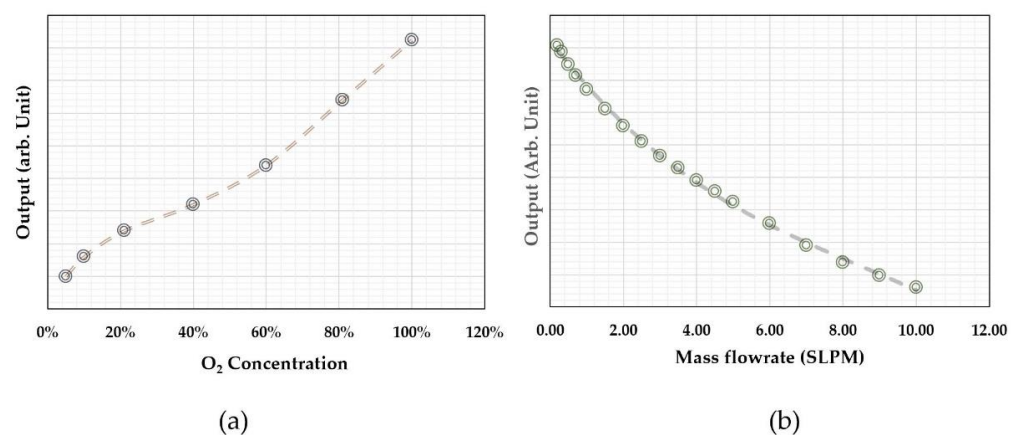 Output (arb. Unit)
0% 20% 40% 60% 80% 100% 120%
O₂ Concentration
(a)
Output (Arb. Unit)
0.00 2.00 4.00 6.00 8.00 10.00 12.00
Mass flowrate (SLPM)
(b)